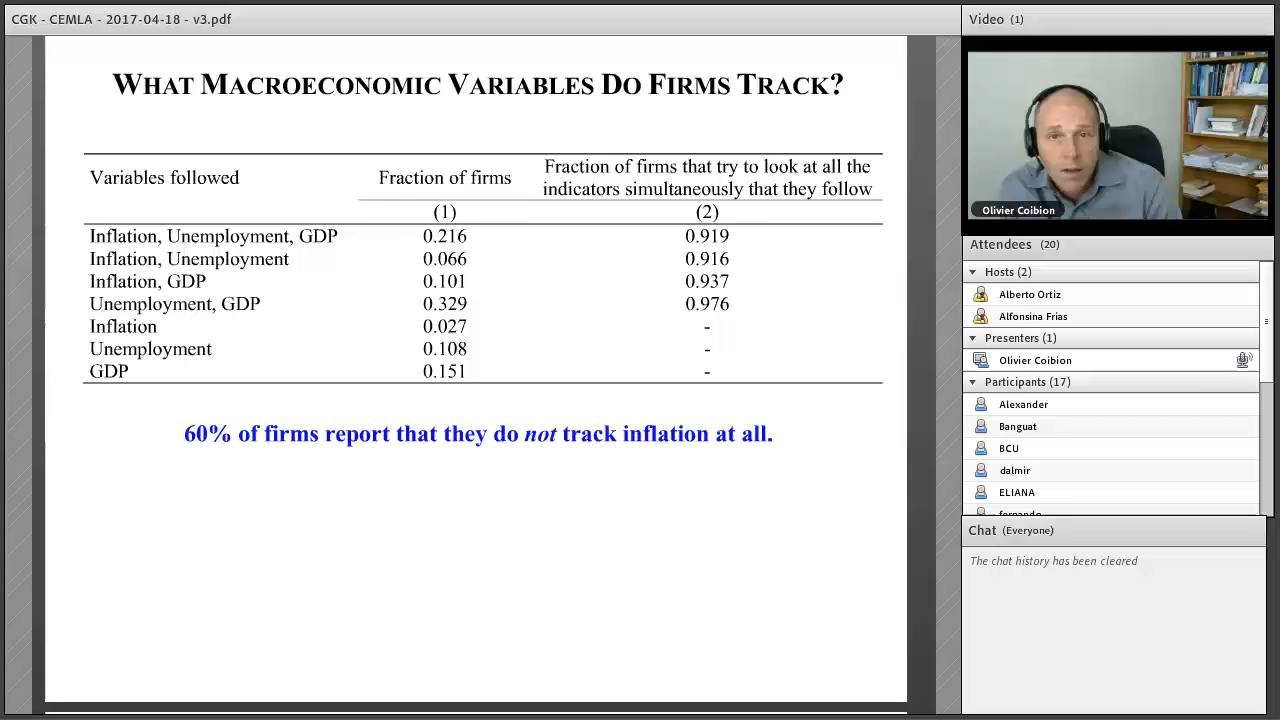 CGK - CEMLA - 2017-04-18 - v3.pdf
WHAT MACROECONOMIC VARIABLES DO FIRMS TRACK?
Variables followed
Fraction of firms
Fraction of firms that try to look at all the
indicators simultaneously that they follow
(1) (2)
Inflation, Unemployment, GDP 0.216 0.919
Inflation, Unemployment 0.066 0.916
Inflation, GDP 0.101 0.937
Unemployment, GDP 0.329 0.976
Inflation 0.027 -
Unemployment 0.108 -
GDP 0.151 -
60% of firms report that they do not track inflation at all.
Video (1)
Olivier Coibion
Attendees (20)
Hosts (2)
Alberto Ortiz
Alfonsina Frias
Presenters (1)
Olivier Coibion
Participants (17)
Alexander
Banguat
BCU
dalmir
ELIANA
fernando
Chat (Everyone)
The chat history has been cleared